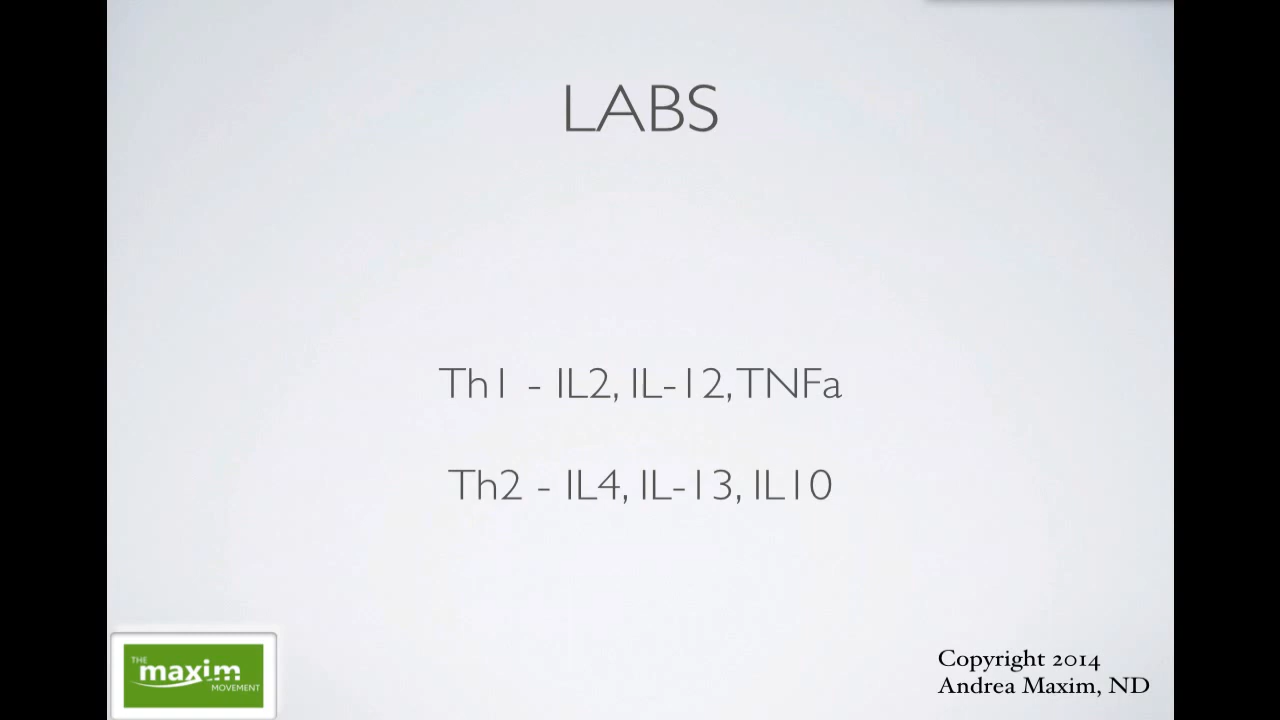 LABS
Th1 - IL2, IL-12, TNFa
Th2 - IL4, IL-13, IL10
THE
maxim
MOVEMENT
Copyright 2014
Andrea Maxim, ND